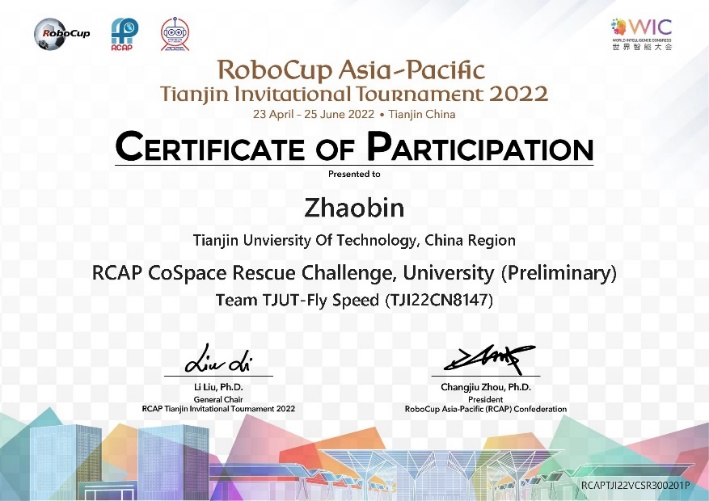 RoboCup
RCAP
WIC
WORLD INTELLIGENCE CONGRESS
世界智能大会
RoboCup Asia-Pacific
Tianjin Invitational Tournament 2022
23 April - 25 June 2022 • Tianjin China
CERTIFICATE OF PARTICIPATION
Presented to
Zhaobin
Tianjin Unviersity Of Technology, China Region
RCAP CoSpace Rescue Challenge, University (Preliminary)
Team TJUT-Fly Speed (TJI22CN8147)
Liu Li
Li Liu, Ph.D.
General Chair
RCAP Tianjin Invitational Tournament 2022
Changjiu Zhou, Ph.D.
President
RoboCup Asia-Pacific (RCAP) Confederation
RCAPTJI22VCSR300201P